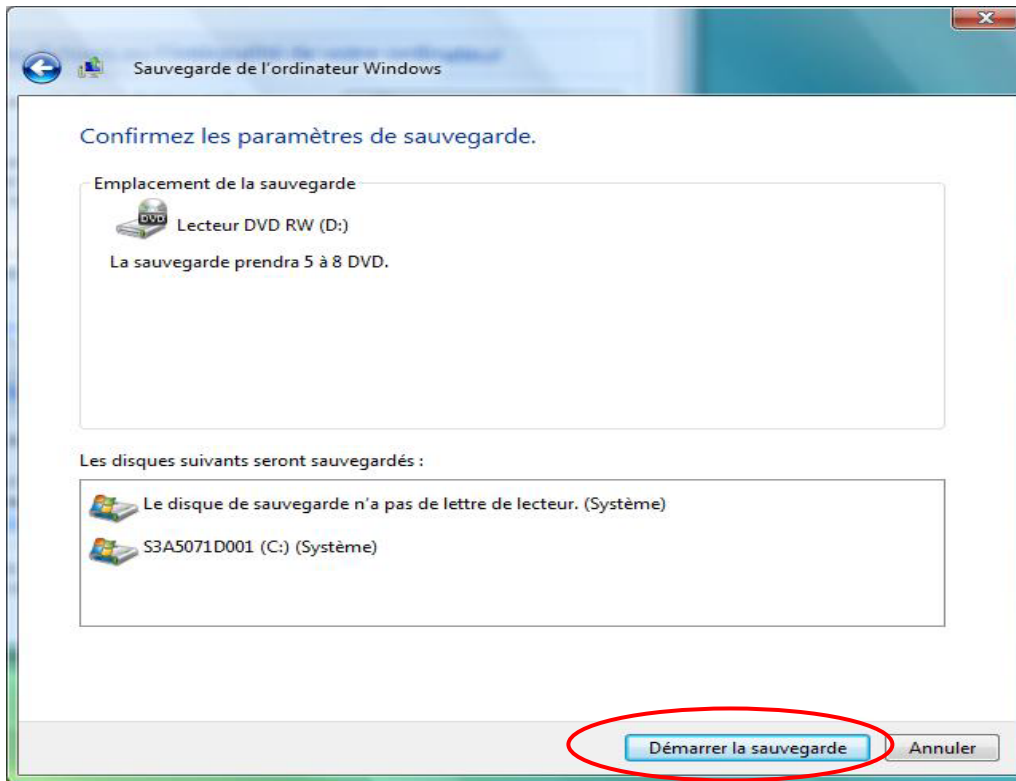 Sauvegarde de l'ordinateur Windows
Confirmez les paramètres de sauvegarde.
Emplacement de la sauvegarde
DVD
Lecteur DVD RW (D:)
La sauvegarde prendra 5 à 8 DVD.
Les disques suivants seront sauvegardés :
Le disque de sauvegarde n'a pas de lettre de lecteur. (Système)
S3A5071D001 (C:) (Système)
Démarrer la sauvegarde
Annuler